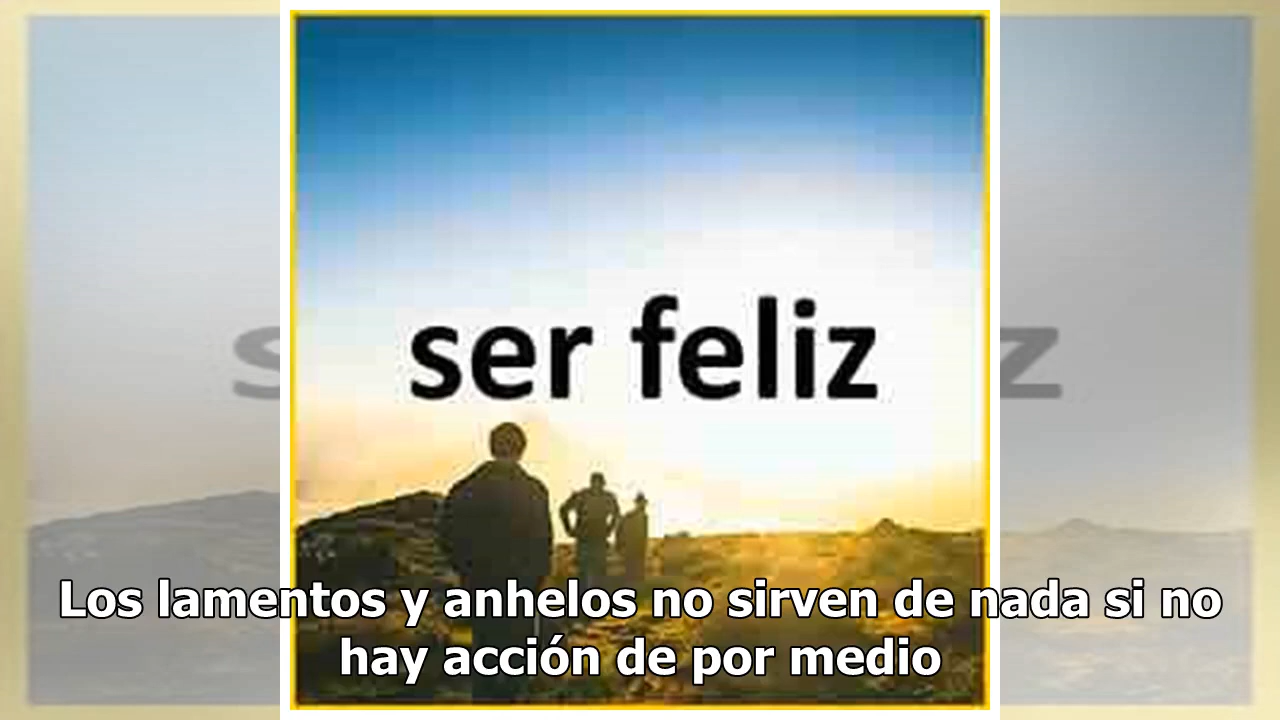 ser feliz
Los lamentos y anhelos no sirven de nada si no
hay acción de por medio